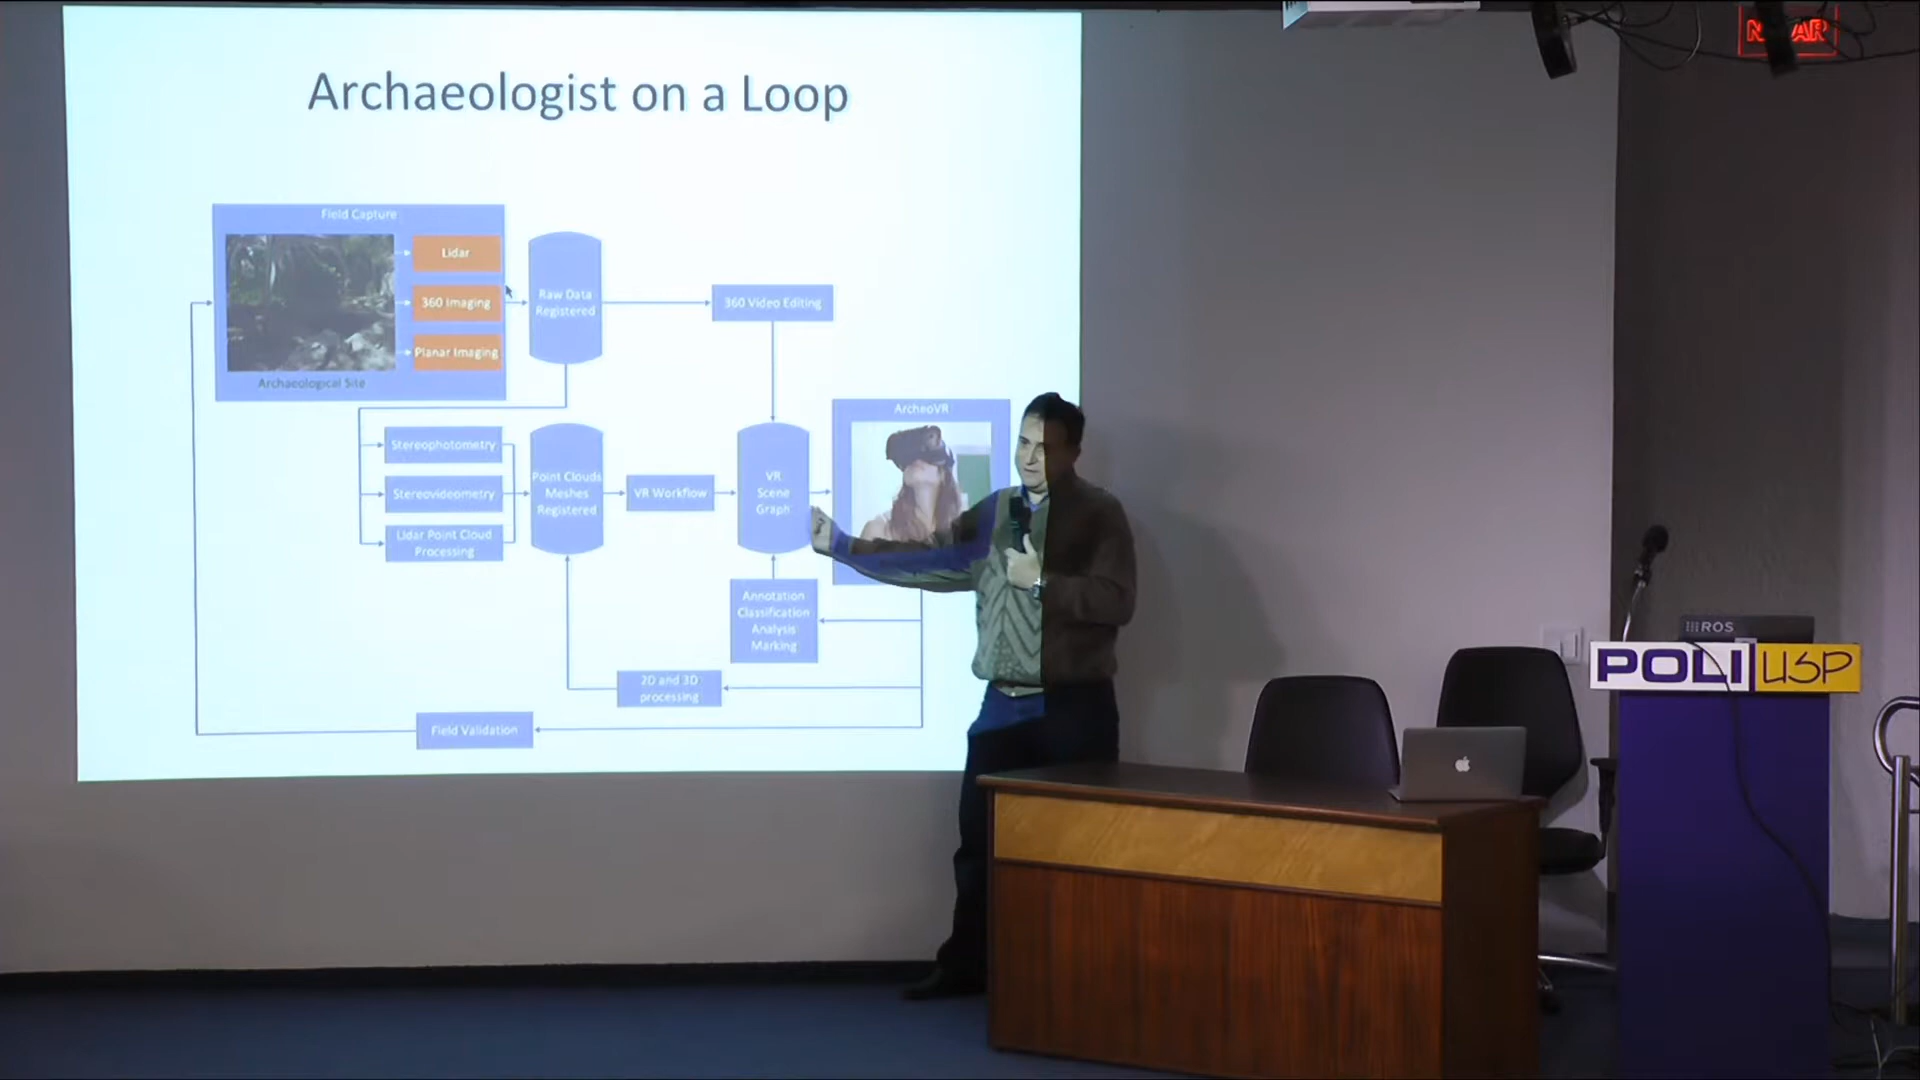 Archaeologist on a Loop
Field Capture
Lidar
360 Imaging
Planar Imaging
Archaeological Site
Raw Data
Registered
360 Video Editing
Stereophotometry
Stereovideometry
Lidar Point Cloud
Processing
Point Clouds
Meshes
Registered
VR Workflow
VR
Scene
Graph
ArcheoVR
Annotation
Classification
Analysis
Marking
2D and 3D
processing
Field Validation
POLI USP